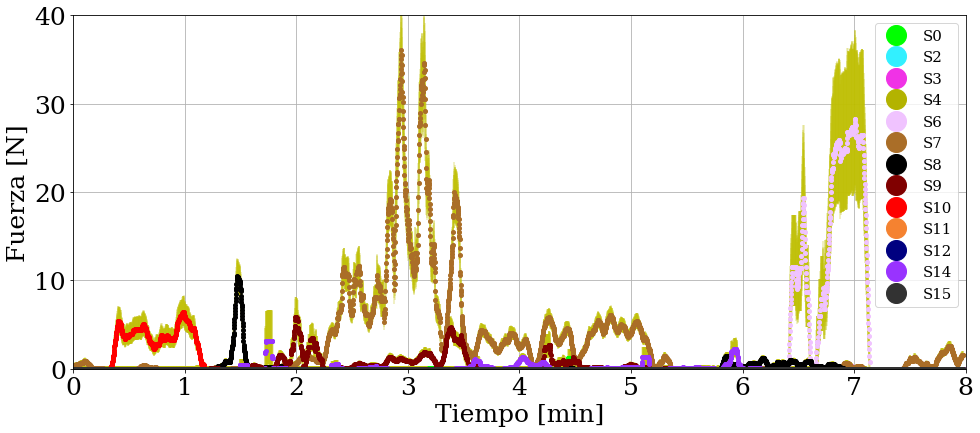 40
30
20
10
0
Fuerza [N]
0 1 2 3 4 5 6 7 8
Tiempo [min]
S0
S2
S3
S4
S6
S7
S8
S9
S10
S11
S12
S14
S15